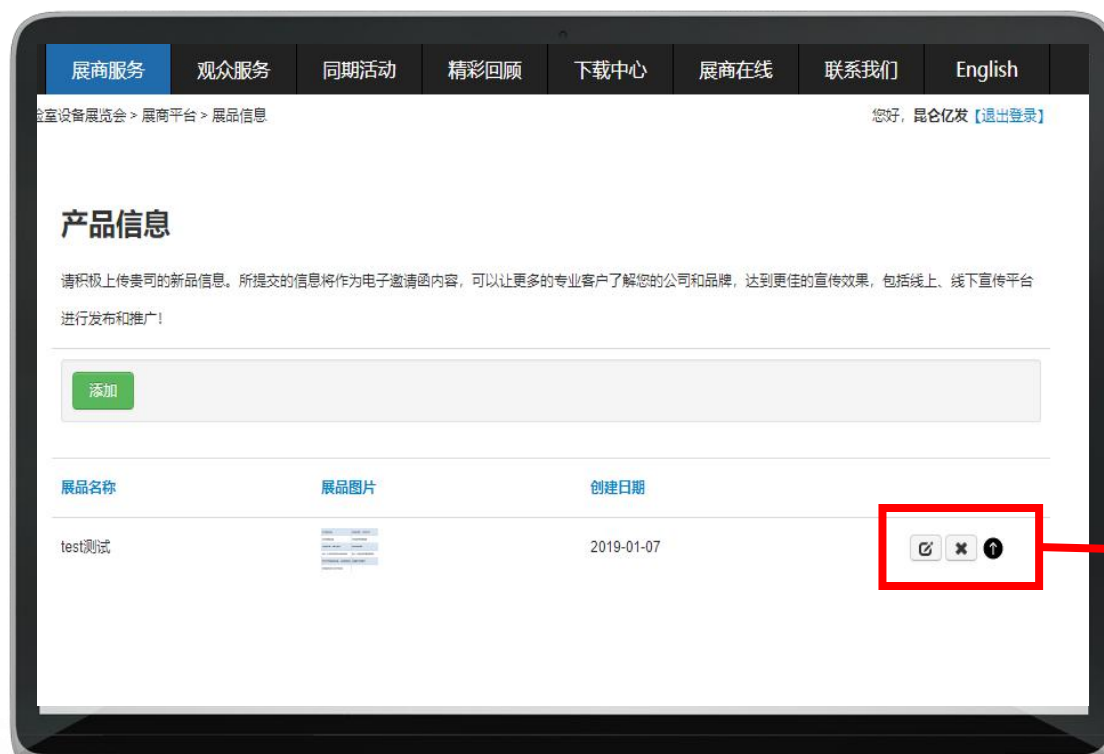 展商服务 观众服务 同期活动 精彩回顾 下载中心 展商在线 联系我们 English
室设备展览会 > 展商平台 > 展品信息 您好，昆仑亿发【退出登录】
产品信息
请积极上传贵司的新品信息。所提交的信息将作为电子邀请函内容，可以让更多的专业客户了解您的公司和品牌，达到更佳的宣传效果，包括线上、线下宣传平台
进行发布和推广！
添加
展品名称 展品图片 创建日期
test测试 2019-01-07